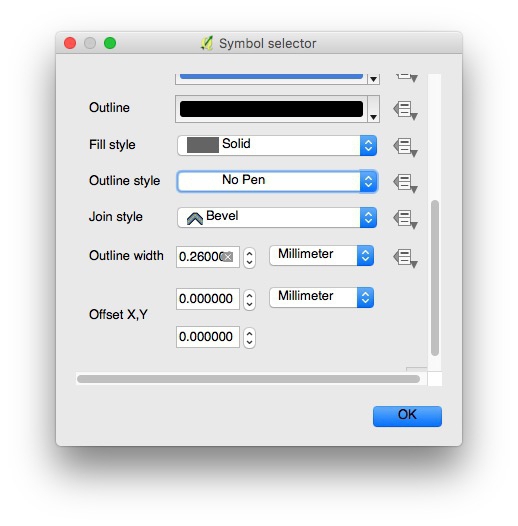 Symbol selector
Outline
Fill style Solid
Outline style No Pen
Join style Bevel
Outline width 0.26000 Millimeter
0.000000 Millimeter
Offset X,Y
0.000000
OK